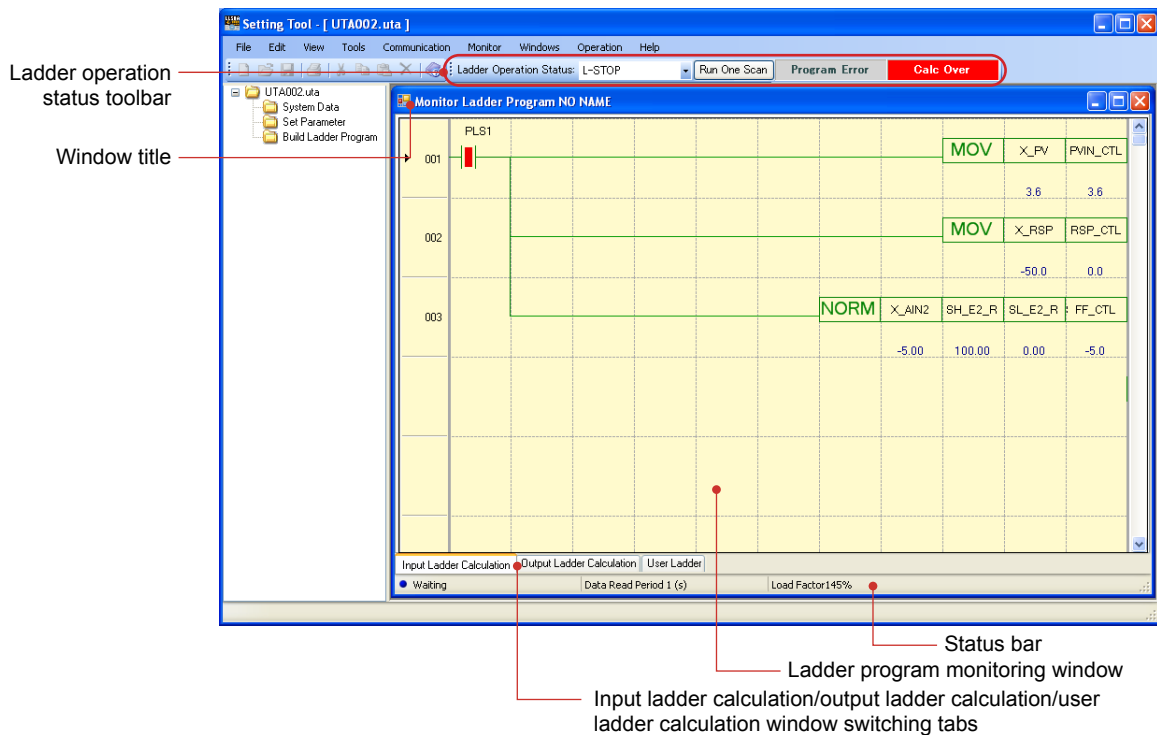 Setting Tool - [ UTA002.uta ]
File Edit View Tools Communication Monitor Windows Operation Help
Ladder Operation Status: L-STOP Run One Scan Program Error Calc Over
Ladder operation
status toolbar
UTA002.uta
System Data
Set Parameter
Build Ladder Program
Window title
Monitor Ladder Program NO NAME
PLS1
001 MOV X_PV PVIN_CTL
3.6 3.6
002 MOV X_RSP RSP_CTL
-50.0 0.0
003 NORM X_AIN2 SH_E2_R SL_E2_R FF_CTL
-5.00 100.00 0.00 -5.0
Input Ladder Calculation Output Ladder Calculation User Ladder
Waiting Data Read Period 1 (s) Load Factor145%
Status bar
Ladder program monitoring window
Input ladder calculation/output ladder calculation/user
ladder calculation window switching tabs